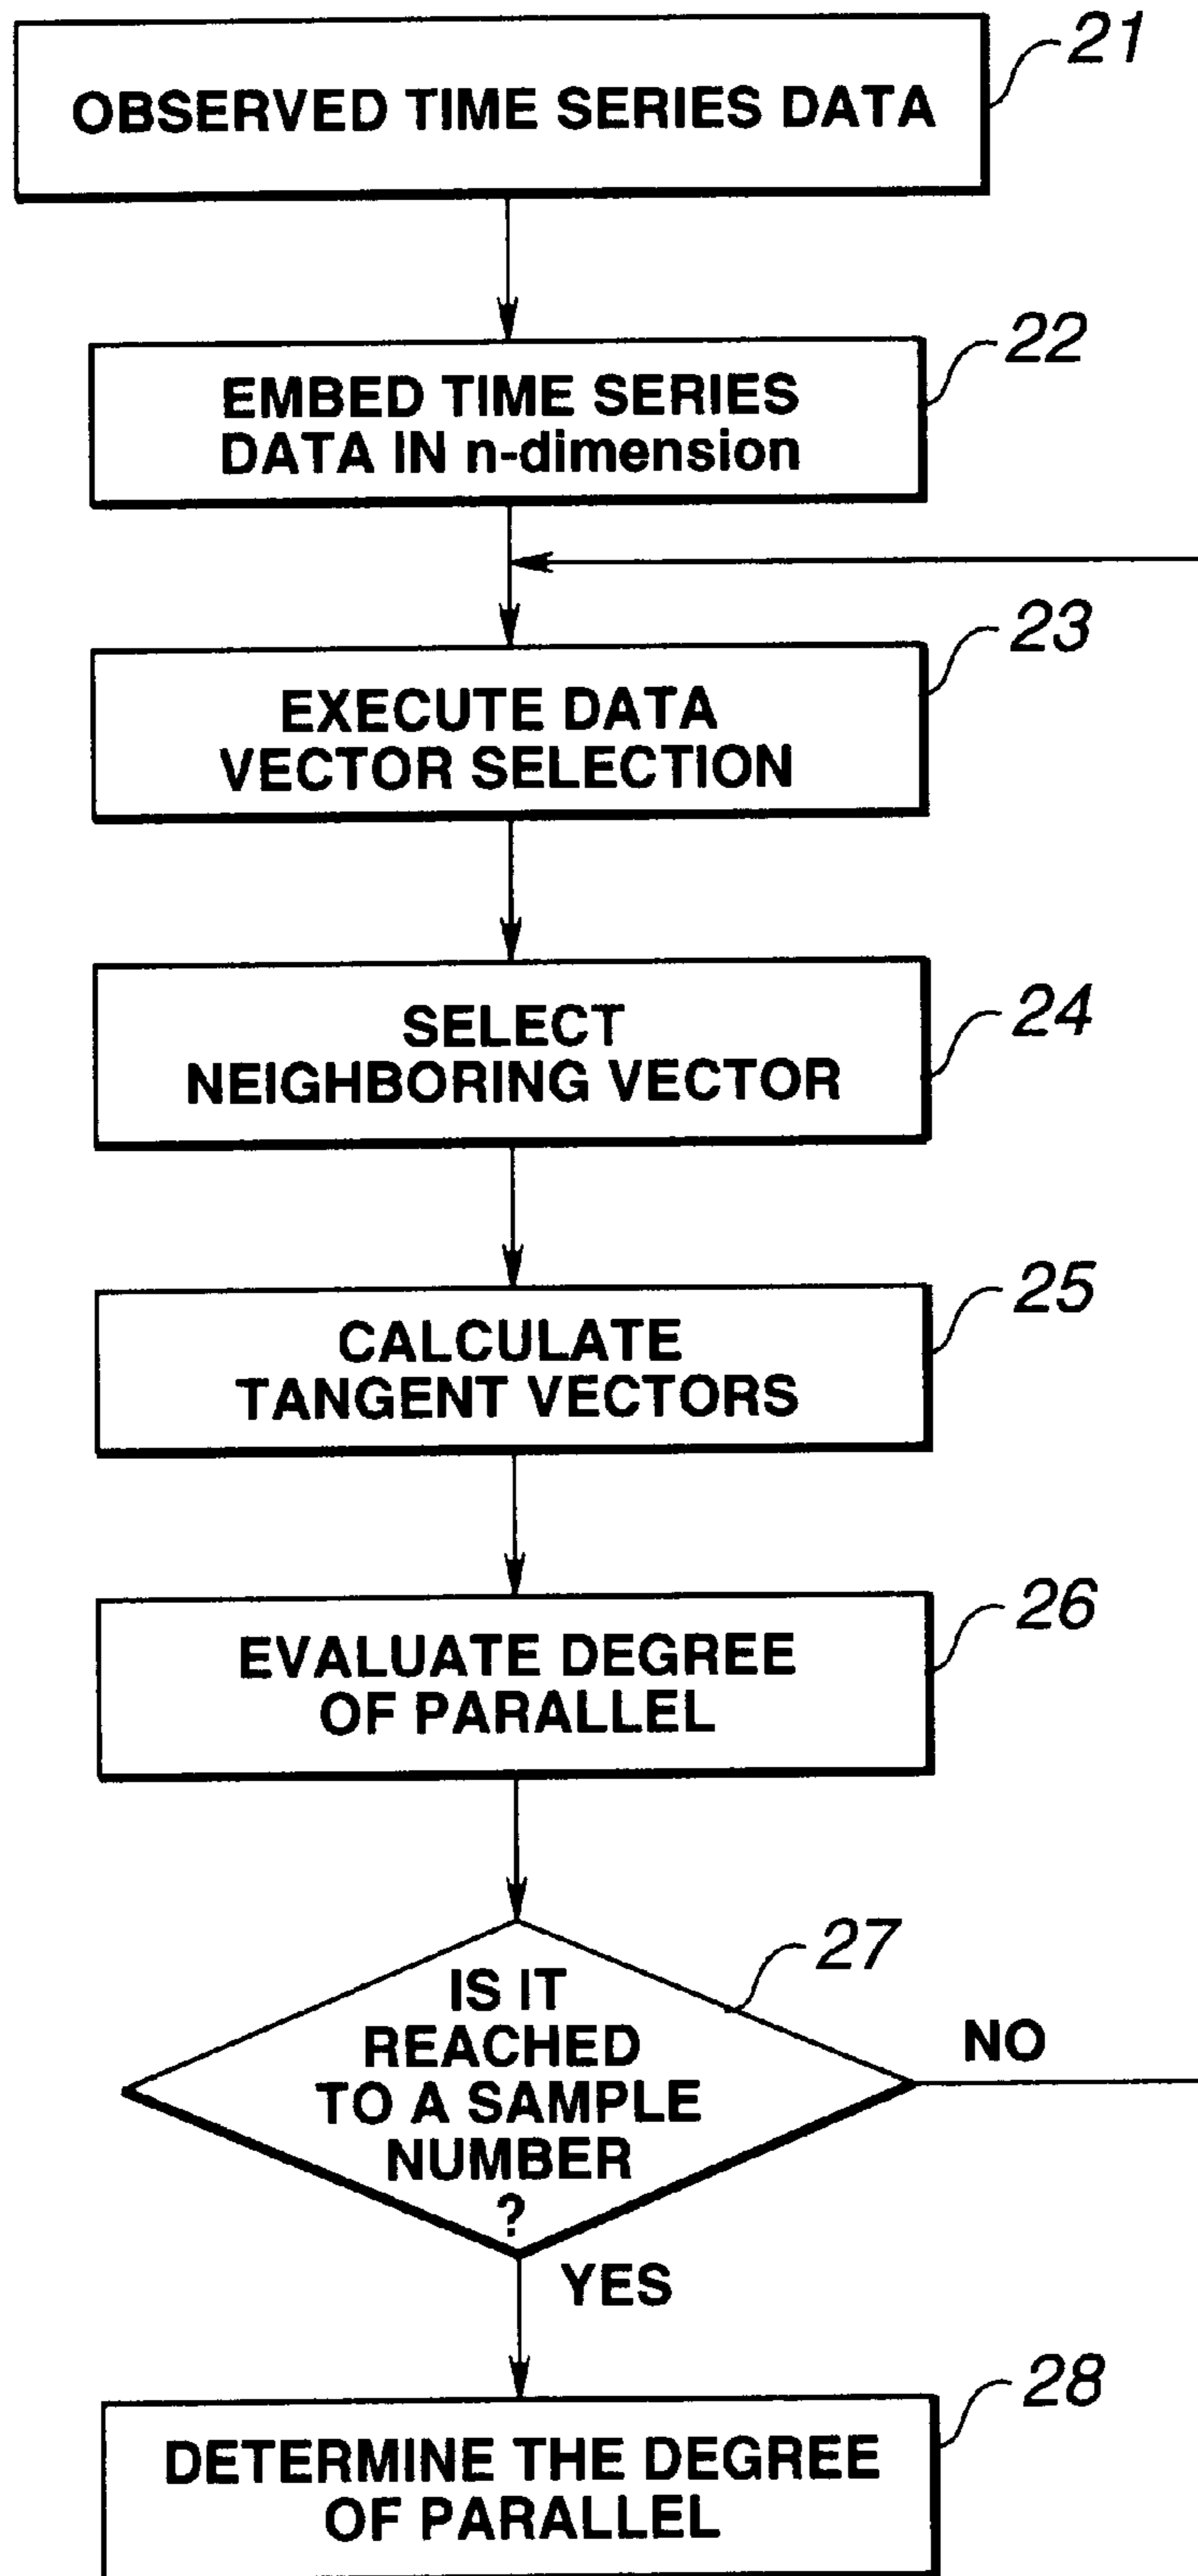 21
OBSERVED TIME SERIES DATA
22
EMBED TIME SERIES
DATA IN n-dimension
23
EXECUTE DATA
VECTOR SELECTION
24
SELECT
NEIGHBORING VECTOR
25
CALCULATE
TANGENT VECTORS
26
EVALUATE DEGREE
OF PARALLEL
27
IS IT
REACHED
TO A SAMPLE
NUMBER
?
NO
YES
28
DETERMINE THE DEGREE
OF PARALLEL